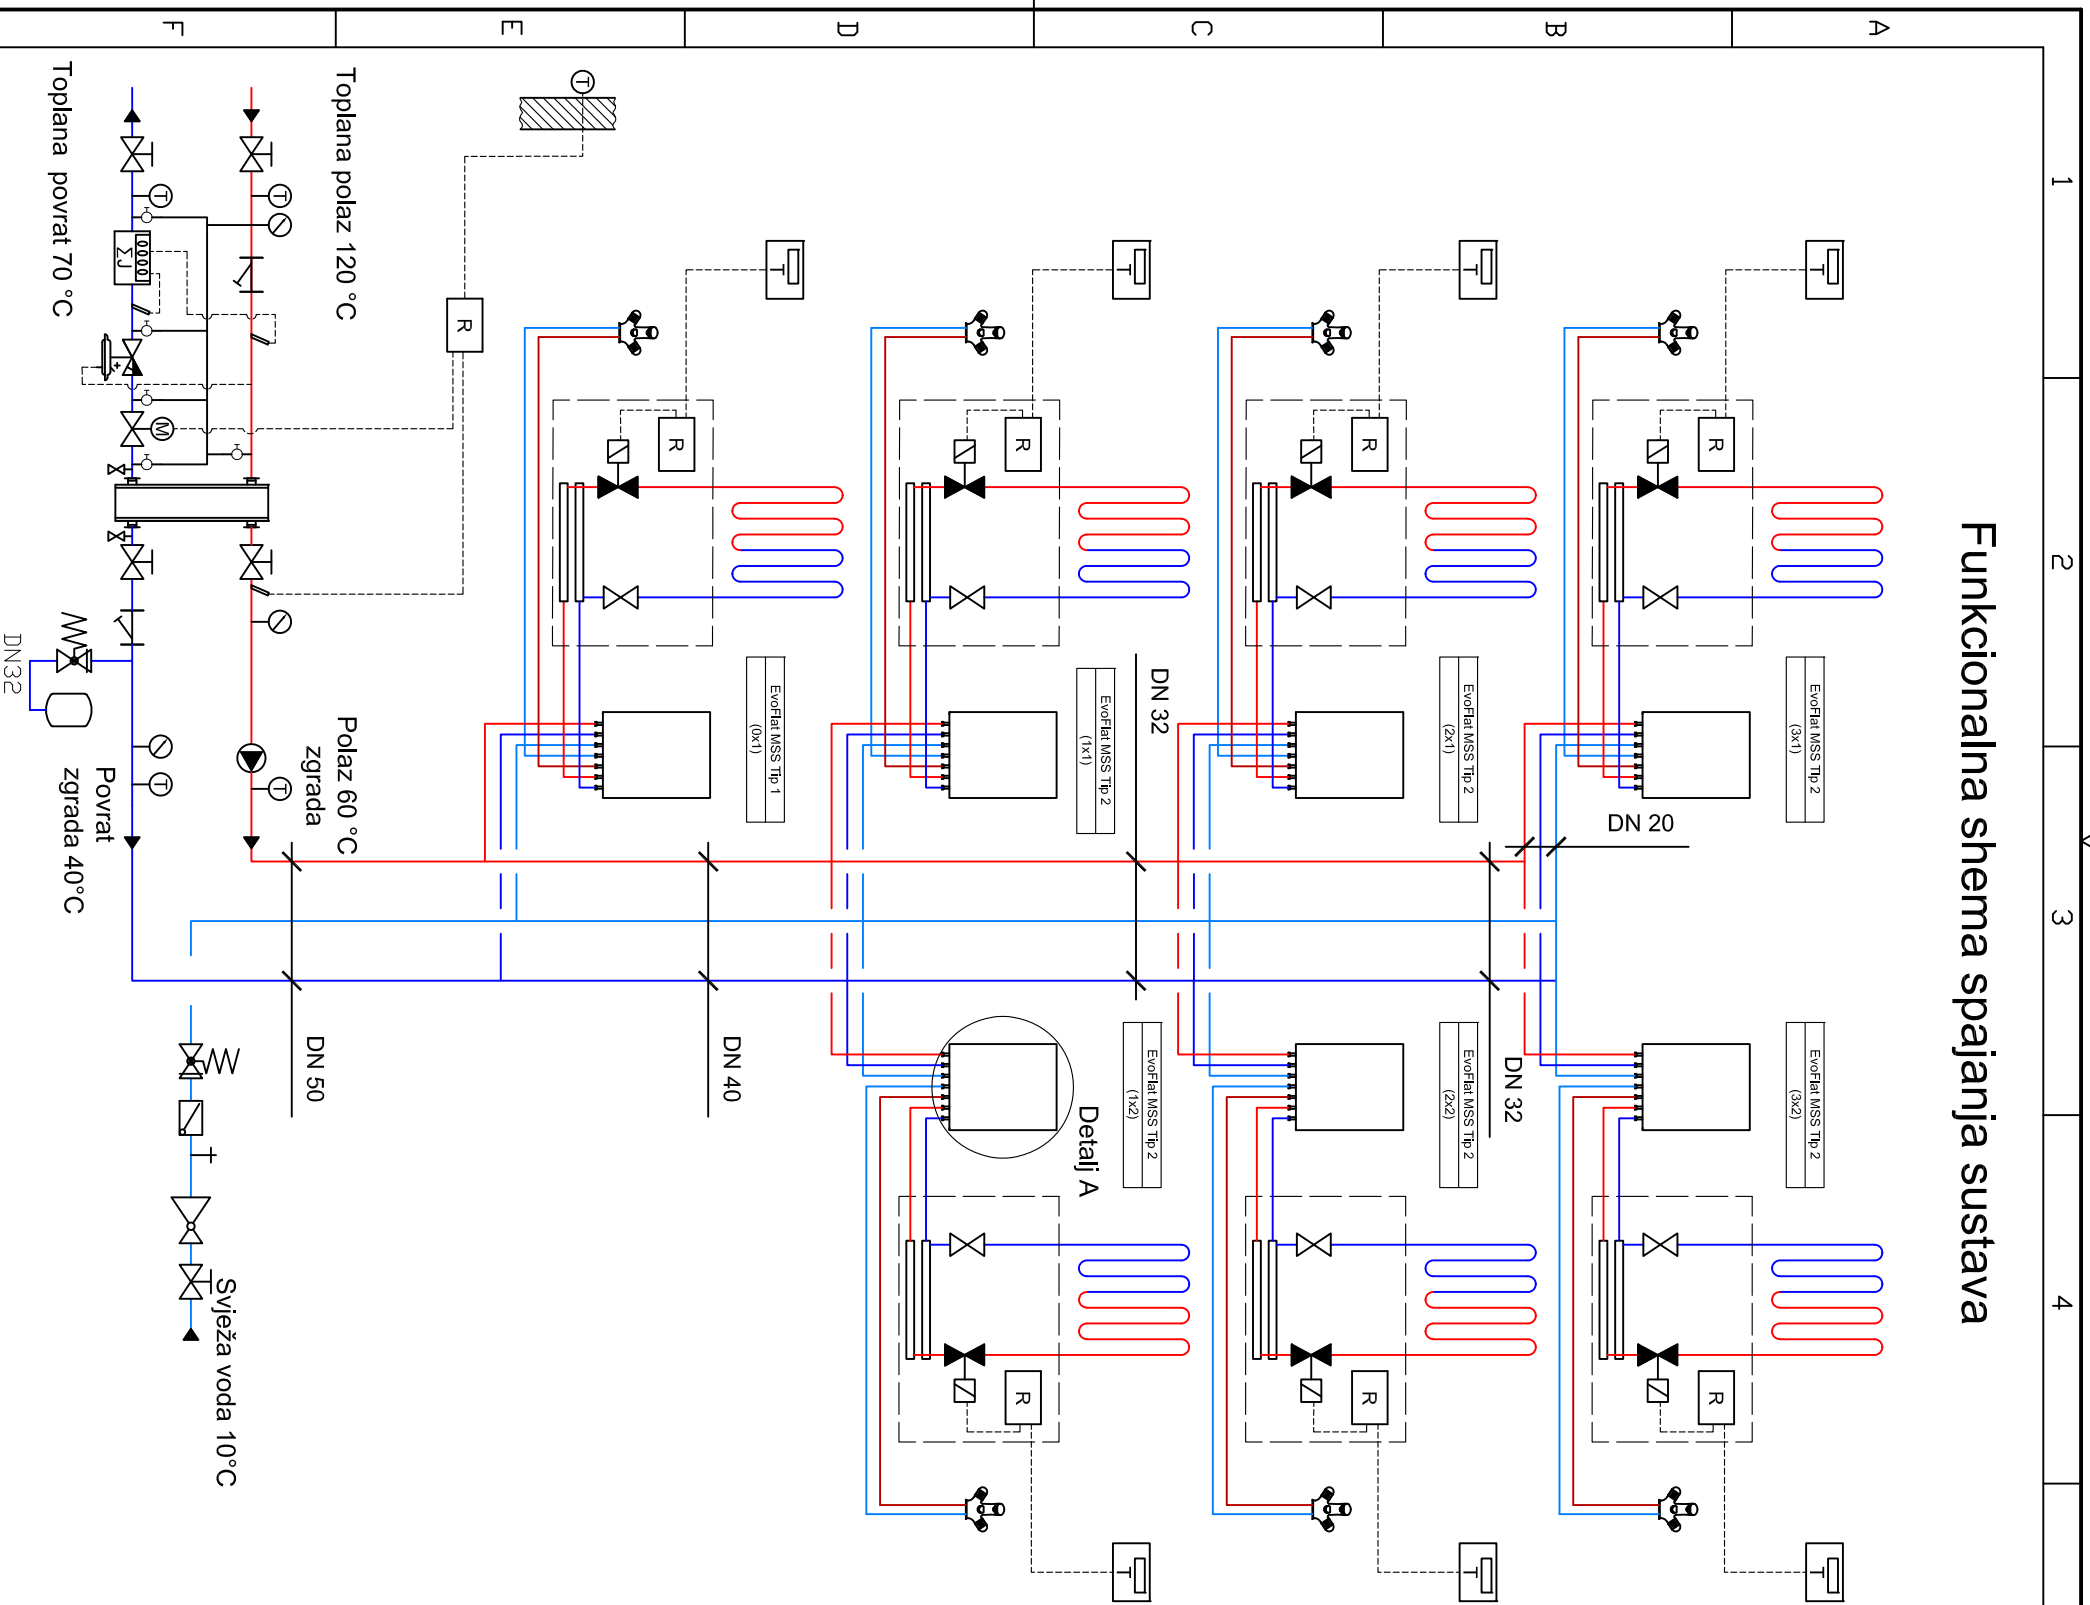 Funkcionalna shema spajanja sustava
1
2
3
4
A
B
C
D
E
F
EvoFlat MSS Tip 2
(3x1)
EvoFlat MSS Tip 2
(3x2)
DN 20
R
R
T
T
EvoFlat MSS Tip 2
(2x1)
EvoFlat MSS Tip 2
(2x2)
DN 32
R
R
T
T
DN 32
EvoFlat MSS Tip 2
(1x1)
EvoFlat MSS Tip 2
(1x2)
Detalj A
R
R
T
T
EvoFlat MSS Tip 1
(0x1)
DN 40
R
T
T
R
Toplana polaz 120 °C
Polaz 60 °C
zgrada
DN 50
T
T
T
T
M
ΣJ
Toplana povrat 70 °C
Povrat
zgrada 40°C
Svježa voda 10°C
DN32